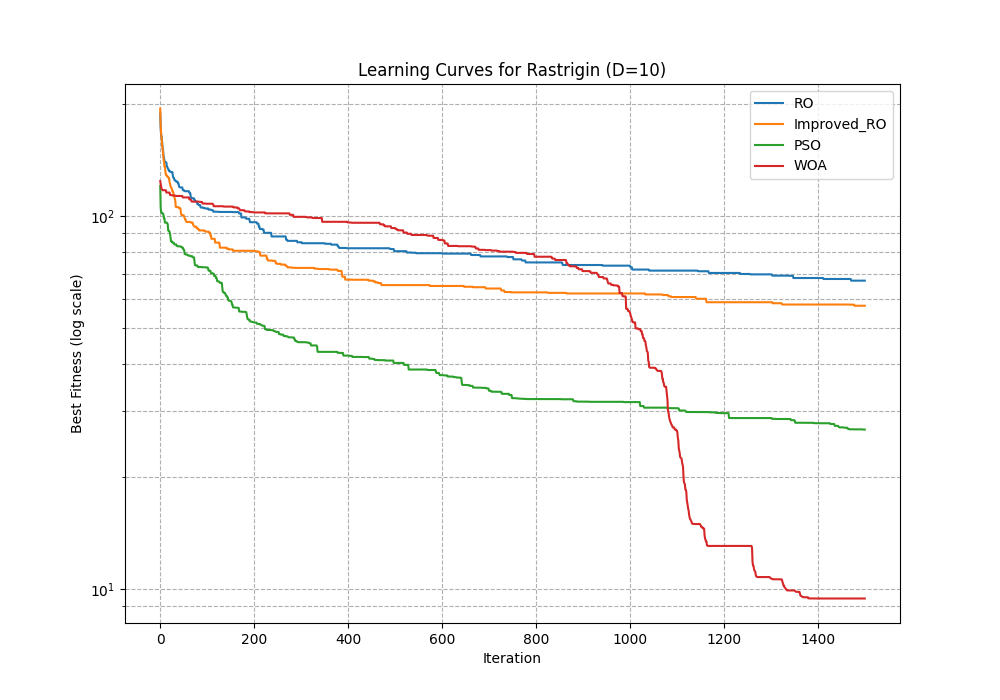 Learning Curves for Rastrigin (D=10)
RO
Improved_RO
PSO
WOA
Best Fitness (log scale)
10²
10¹
0 200 400 600 800 1000 1200 1400
Iteration